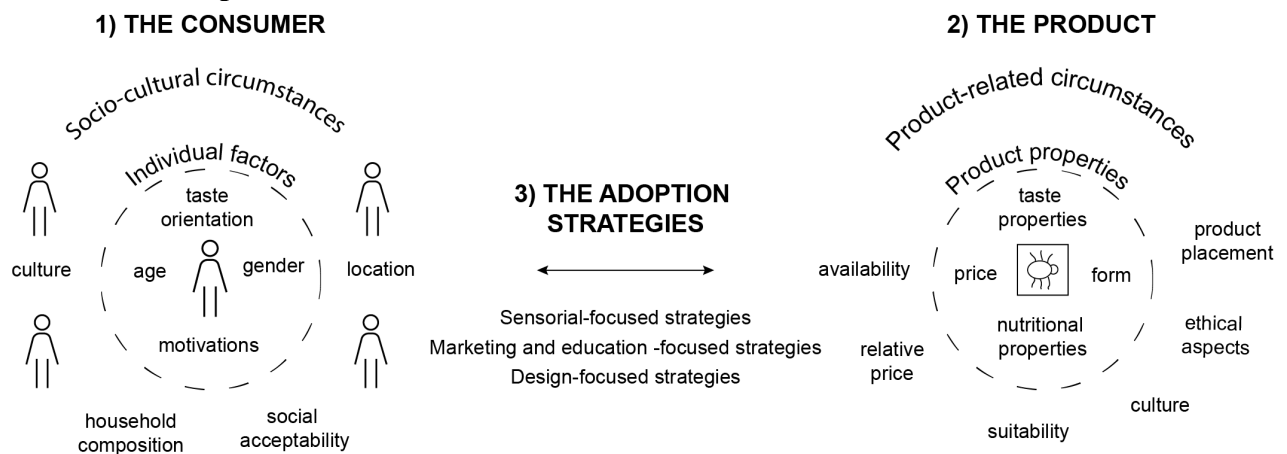 1) THE CONSUMER
Socio-cultural circumstances
Individual factors
taste
orientation
culture
age
gender
location
motivations
household
composition
social
acceptability
3) THE ADOPTION
STRATEGIES
Sensorial-focused strategies
Marketing and education -focused strategies
Design-focused strategies
2) THE PRODUCT
Product-related circumstances
Product properties
taste
properties
product
placement
availability
price
form
nutritional
properties
ethical
aspects
relative
price
culture
suitability